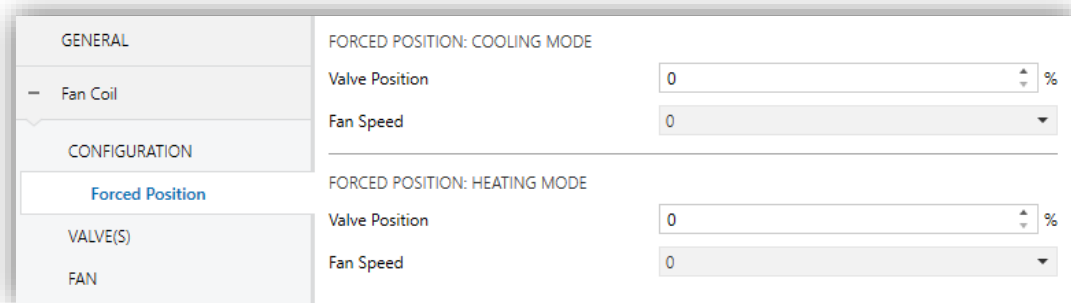 GENERAL
– Fan Coil
CONFIGURATION
Forced Position
VALVE(S)
FAN
FORCED POSITION: COOLING MODE
Valve Position 0 %
Fan Speed 0
FORCED POSITION: HEATING MODE
Valve Position 0 %
Fan Speed 0